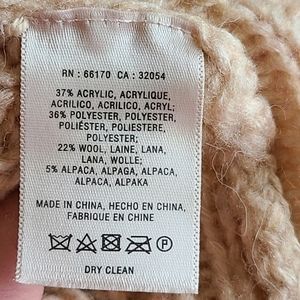 RN : 66170 CA : 32054
37% ACRYLIC, ACRYLIQUE,
ACRILICO, ACRILICO, ACRYL;
36% POLYESTER, POLYESTER,
POLIÉSTER, POLIESTERE,
POLYESTER;
22% WOOL, LAINE, LANA,
LANA, WOLLE;
5% ALPACA, ALPAGA, ALPACA,
ALPACA, ALPAKA
MADE IN CHINA, HECHO EN CHINA,
FABRIQUE EN CHINE
P
DRY CLEAN